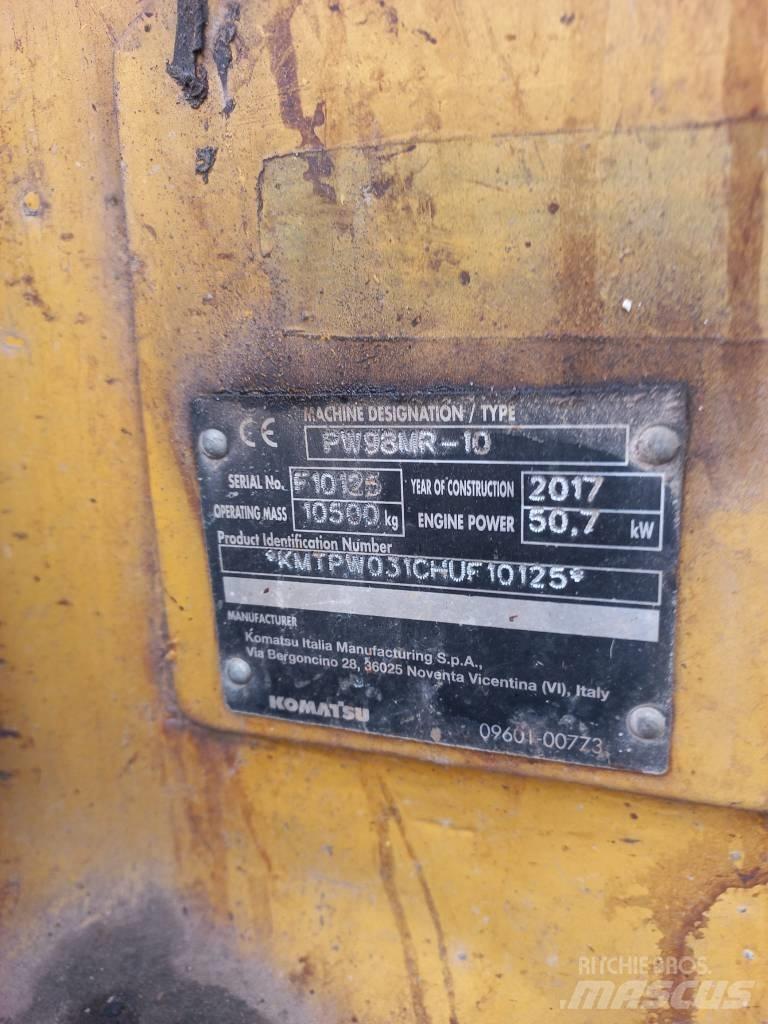 CE MACHINE DESIGNATION / TYPE
PW98MR-10
SERIAL No. F10125 YEAR OF CONSTRUCTION 2017
OPERATING MASS 10500 kg ENGINE POWER 50,7 kW
Product Identification Number
*KMTPW031CHUF10125*
MANUFACTURER
Komatsu Italia Manufacturing S.p.A.,
Via Bergoncino 28, 36025 Noventa Vicentina (VI), Italy
KOMATSU
09601-00773
RITCHIE BROS.
MASCUS